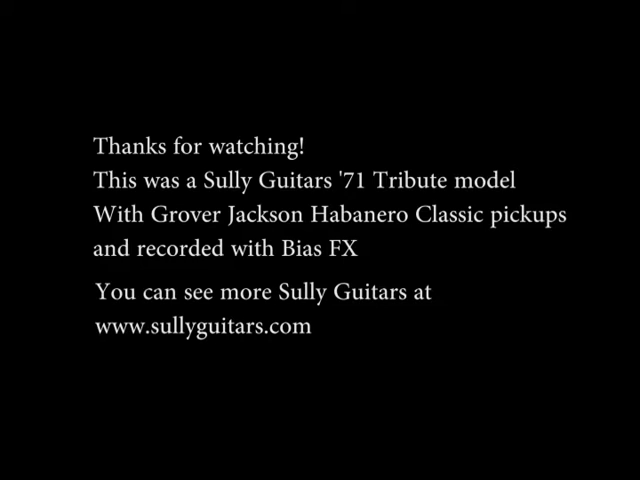 Thanks for watching!
This was a Sully Guitars '71 Tribute model
With Grover Jackson Habanero Classic pickups
and recorded with Bias FX
You can see more Sully Guitars at
www.sullyguitars.com